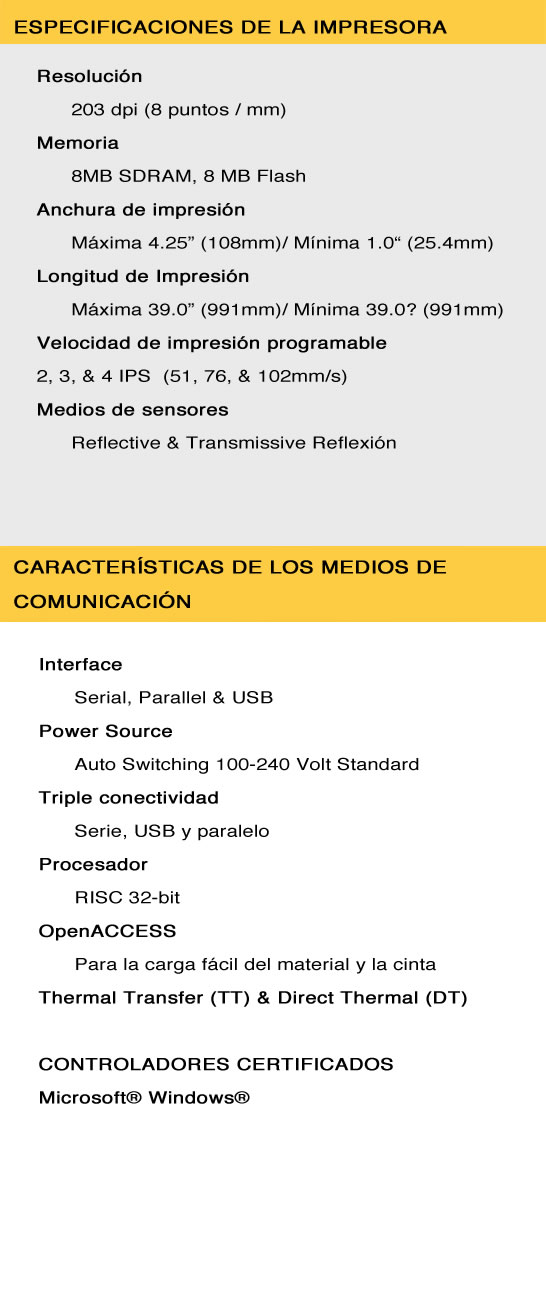 ESPECIFICACIONES DE LA IMPRESORA
Resolución
203 dpi (8 puntos / mm)
Memoria
8MB SDRAM, 8 MB Flash
Anchura de impresión
Máxima 4.25” (108mm)/ Mínima 1.0“ (25.4mm)
Longitud de Impresión
Máxima 39.0” (991mm)/ Mínima 39.0? (991mm)
Velocidad de impresión programable
2, 3, & 4 IPS  (51, 76, & 102mm/s)
Medios de sensores
Reflective & Transmissive Reflexión
CARACTERÍSTICAS DE LOS MEDIOS DE
COMUNICACIÓN
Interface
Serial, Parallel & USB
Power Source
Auto Switching 100-240 Volt Standard
Triple conectividad
Serie, USB y paralelo
Procesador
RISC 32-bit
OpenACCESS
Para la carga fácil del material y la cinta
Thermal Transfer (TT) & Direct Thermal (DT)
CONTROLADORES CERTIFICADOS
Microsoft® Windows®